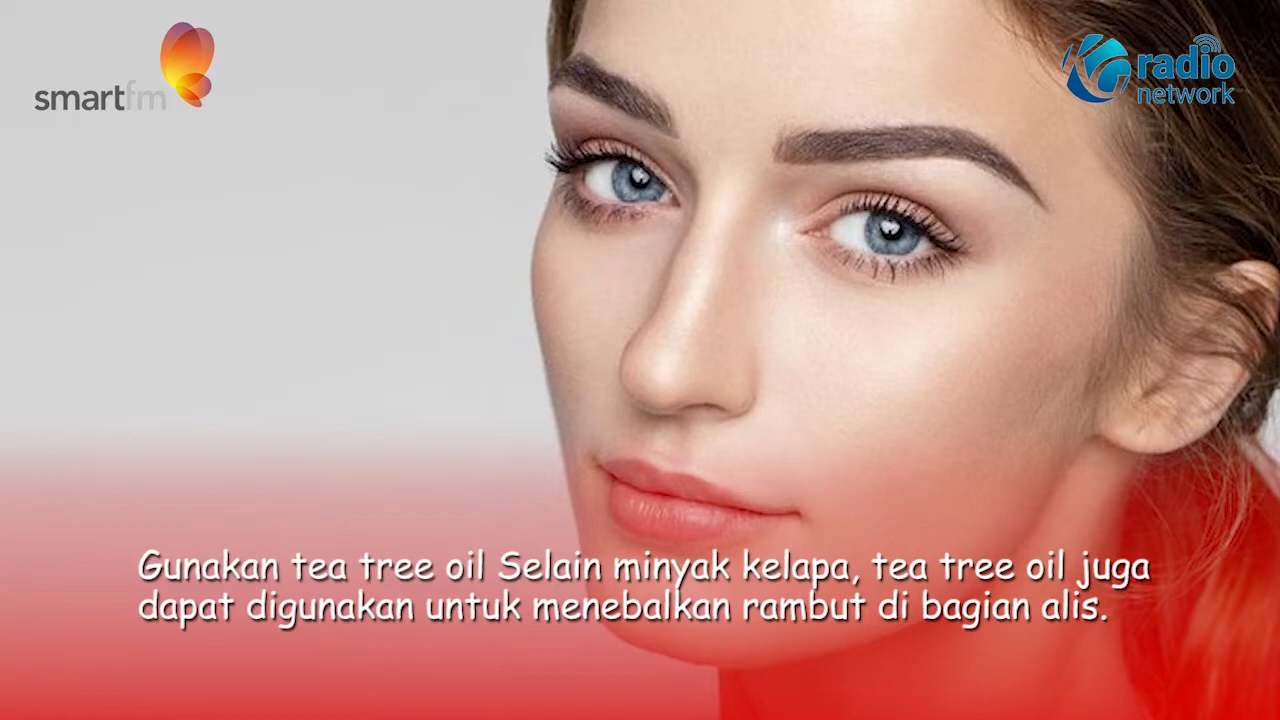 smartfm
radio
network
Gunakan tea tree oil Selain minyak kelapa, tea tree oil juga
dapat digunakan untuk menebalkan rambut di bagian alis.